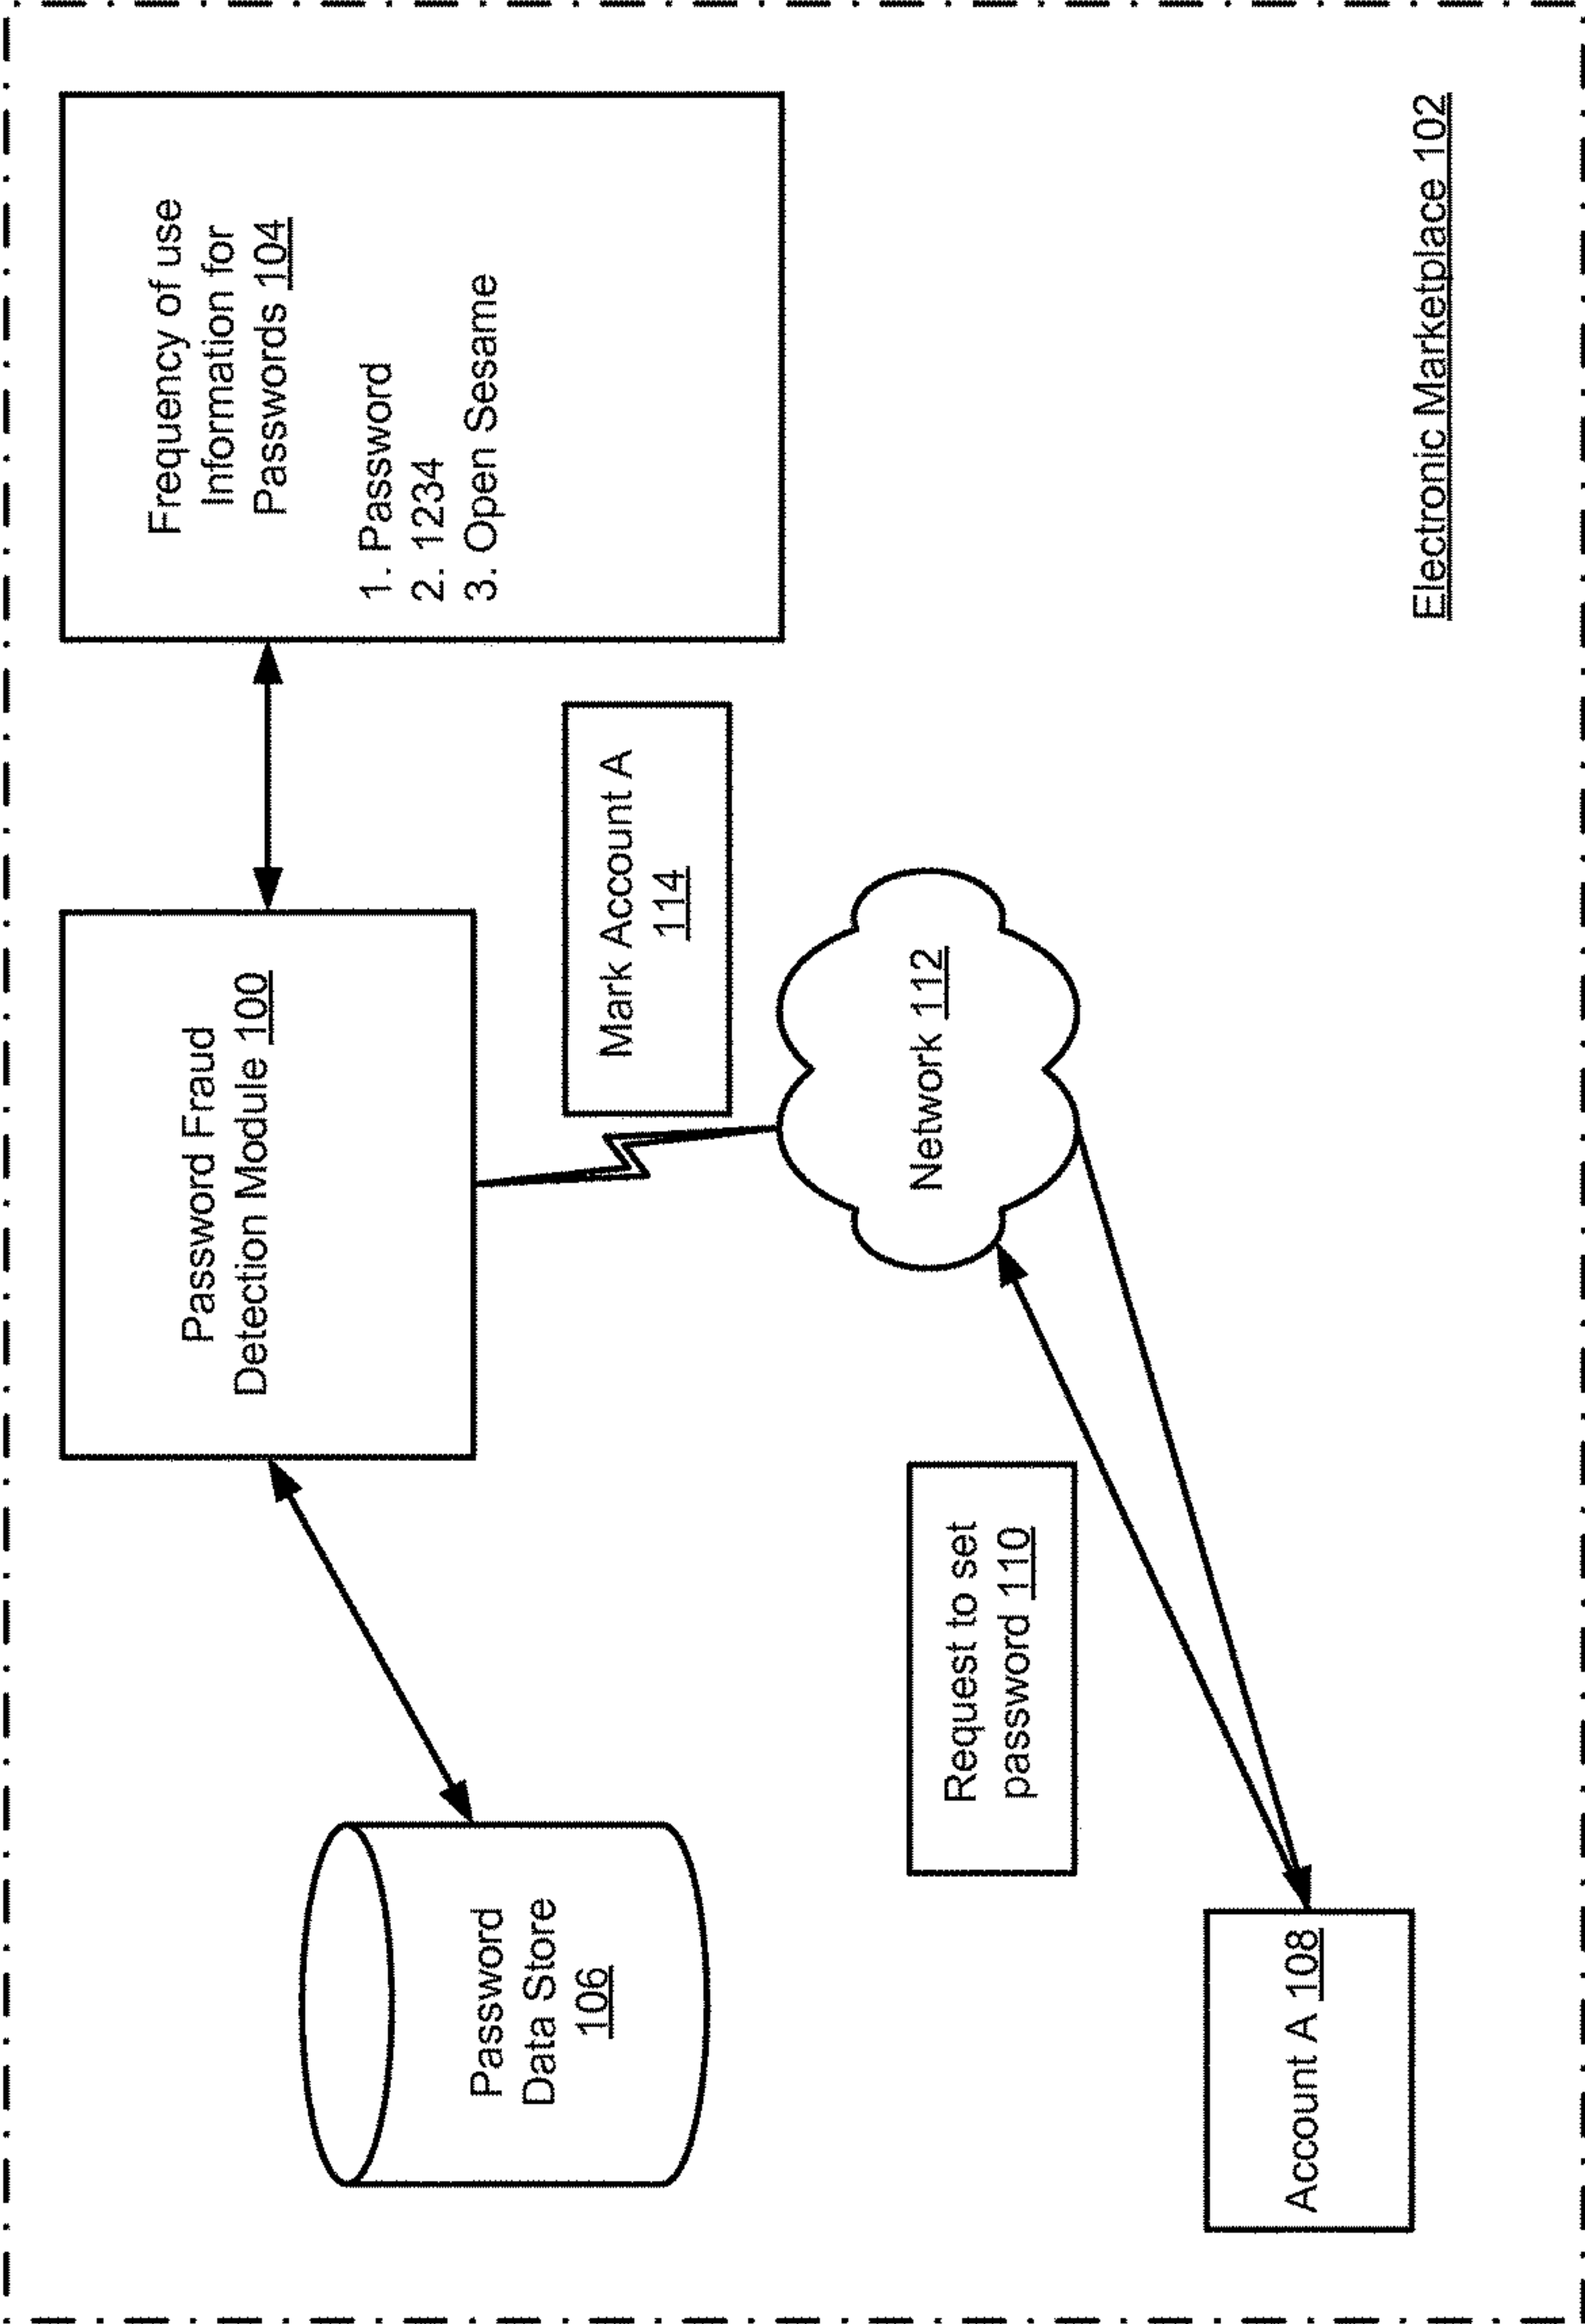 Password
Data Store
106
Password Fraud
Detection Module 100
Frequency of use
Information for
Passwords 104
1. Password
2. 1234
3. Open Sesame
Mark Account A
114
Network 112
Request to set
password 110
Account A 108
Electronic Marketplace 102